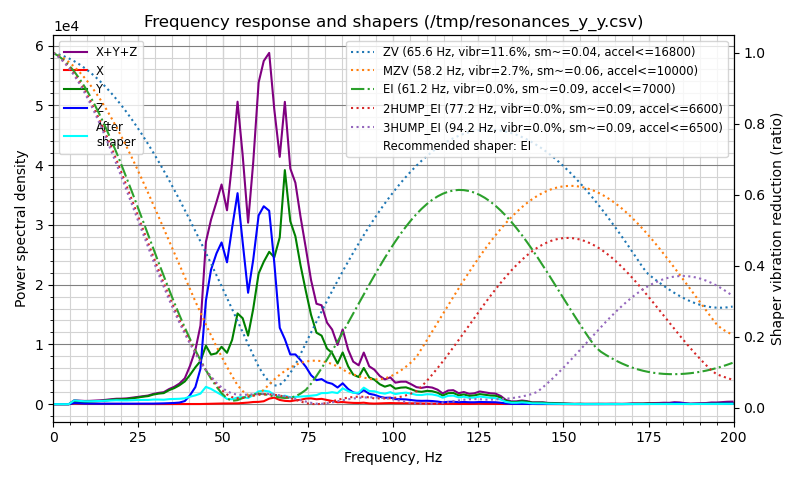 Frequency response and shapers (/tmp/resonances_y_y.csv)
1e4
Power spectral density
6
5
4
3
2
1
0
X+Y+Z
X
Y
Z
After
shaper
ZV (65.6 Hz, vibr=11.6%, sm~=0.04, accel<=16800)
MZV (58.2 Hz, vibr=2.7%, sm~=0.06, accel<=10000)
EI (61.2 Hz, vibr=0.0%, sm~=0.09, accel<=7000)
2HUMP_EI (77.2 Hz, vibr=0.0%, sm~=0.09, accel<=6600)
3HUMP_EI (94.2 Hz, vibr=0.0%, sm~=0.09, accel<=6500)
Recommended shaper: EI
1.0
0.8
0.6
0.4
0.2
0.0
Shaper vibration reduction (ratio)
0 25 50 75 100 125 150 175 200
Frequency, Hz